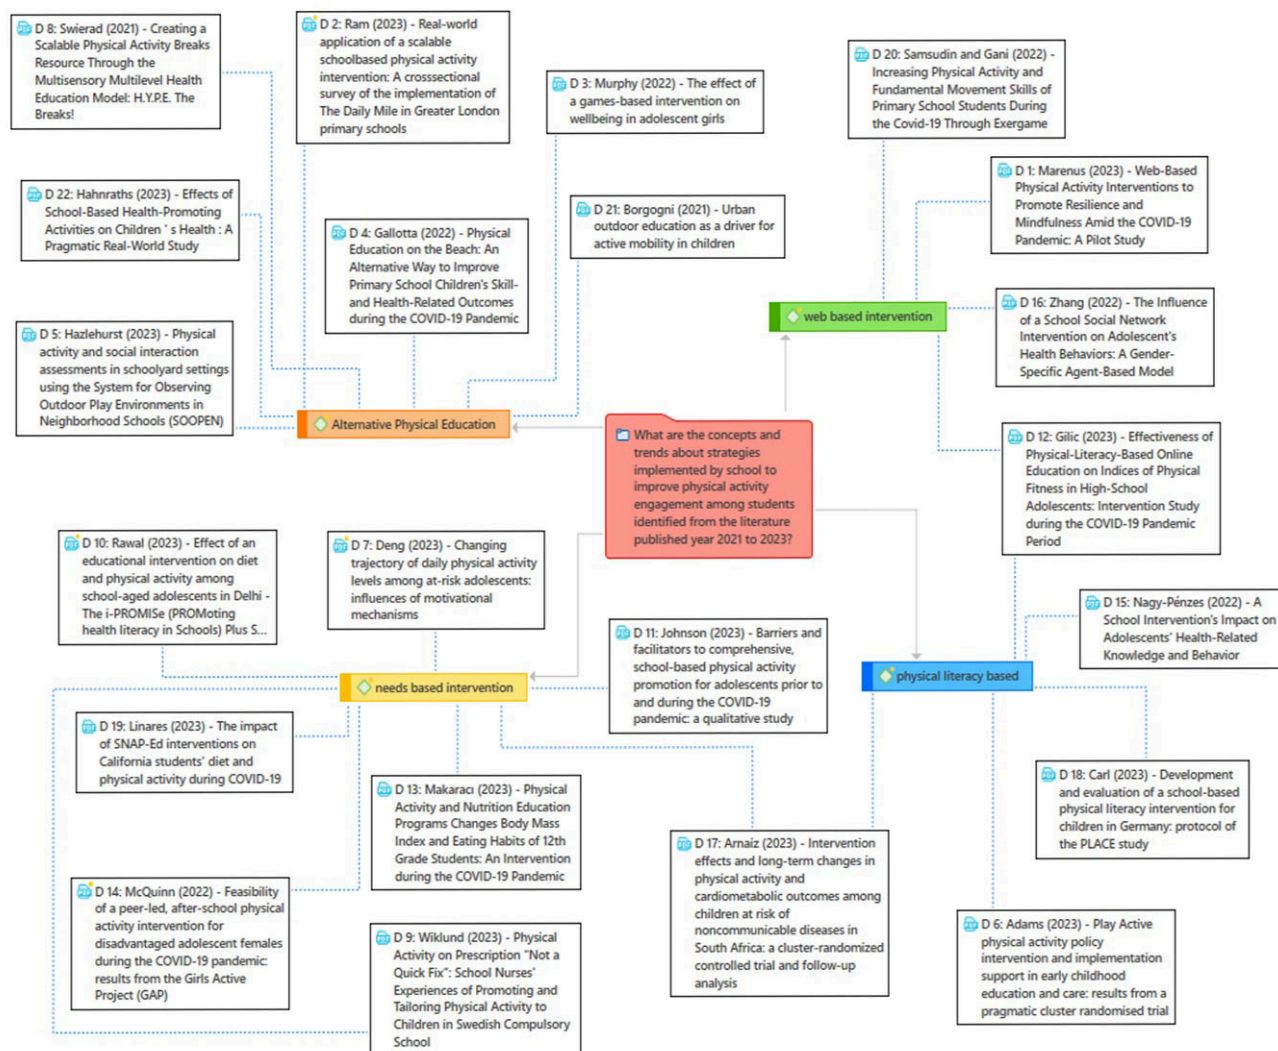 D 8: Swierad (2021) - Creating a
Scalable Physical Activity Breaks
Resource Through the
Multisensory Multilevel Health
Education Model: H.Y.P.E. The
Breaks!
D 2: Ram (2023) - Real-world
application of a scalable
schoolbased physical activity
intervention: A crosssectional
survey of the implementation of
The Daily Mile in Greater London
primary schools
D 3: Murphy (2022) - The effect of
a games-based intervention on
wellbeing in adolescent girls
D 20: Samsudin and Gani (2022) -
Increasing Physical Activity and
Fundamental Movement Skills of
Primary School Students During
the Covid-19 Through Exergame
D 22: Hahnraths (2023) - Effects of
School-Based Health-Promoting
Activities on Children ' s Health : A
Pragmatic Real-World Study
D 4: Gallotta (2022) - Physical
Education on the Beach: An
Alternative Way to Improve
Primary School Children's Skill-
and Health-Related Outcomes
during the COVID-19 Pandemic
D 21: Borgogni (2021) - Urban
outdoor education as a driver for
active mobility in children
D 1: Marenus (2023) - Web-Based
Physical Activity Interventions to
Promote Resilience and
Mindfulness Amid the COVID-19
Pandemic: A Pilot Study
D 5: Hazlehurst (2023) - Physical
activity and social interaction
assessments in schoolyard settings
using the System for Observing
Outdoor Play Environments in
Neighborhood Schools (SOOPEN)
web based intervention
D 16: Zhang (2022) - The Influence
of a School Social Network
Intervention on Adolescent's
Health Behaviors: A Gender-
Specific Agent-Based Model
Alternative Physical Education
What are the concepts and
trends about strategies
implemented by school to
improve physical activity
engagement among students
identified from the literature
published year 2021 to 2023?
D 12: Gilic (2023) - Effectiveness of
Physical-Literacy-Based Online
Education on Indices of Physical
Fitness in High-School
Adolescents: Intervention Study
during the COVID-19 Pandemic
Period
D 10: Rawal (2023) - Effect of an
educational intervention on diet
and physical activity among
school-aged adolescents in Delhi -
The i-PROMISe (PROMoting
health literacy in Schools) Plus S...
D 7: Deng (2023) - Changing
trajectory of daily physical activity
levels among at-risk adolescents:
influences of motivational
mechanisms
D 11: Johnson (2023) - Barriers and
facilitators to comprehensive,
school-based physical activity
promotion for adolescents prior to
and during the COVID-19
pandemic: a qualitative study
D 15: Nagy-Pénzes (2022) - A
School Intervention's Impact on
Adolescents' Health-Related
Knowledge and Behavior
needs based intervention
physical literacy based
D 19: Linares (2023) - The impact
of SNAP-Ed interventions on
California students' diet and
physical activity during COVID-19
D 13: Makaracı (2023) - Physical
Activity and Nutrition Education
Programs Changes Body Mass
Index and Eating Habits of 12th
Grade Students: An Intervention
during the COVID-19 Pandemic
D 18: Carl (2023) - Development
and evaluation of a school-based
physical literacy intervention for
children in Germany: protocol of
the PLACE study
D 17: Arnaiz (2023) - Intervention
effects and long-term changes in
physical activity and
cardiometabolic outcomes among
children at risk of
noncommunicable diseases in
South Africa: a cluster-randomized
controlled trial and follow-up
analysis
D 14: McQuinn (2022) - Feasibility
of a peer-led, after-school physical
activity intervention for
disadvantaged adolescent females
during the COVID-19 pandemic:
results from the Girls Active
Project (GAP)
D 9: Wiklund (2023) - Physical
Activity on Prescription "Not a
Quick Fix": School Nurses'
Experiences of Promoting and
Tailoring Physical Activity to
Children in Swedish Compulsory
School
D 6: Adams (2023) - Play Active
physical activity policy
intervention and implementation
support in early childhood
education and care: results from a
pragmatic cluster randomised trial